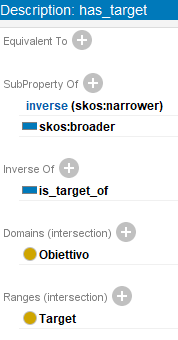 Description: has_target
Equivalent To
SubProperty Of
inverse (skos:narrower)
skos:broader
Inverse Of
is_target_of
Domains (intersection)
Obiettivo
Ranges (intersection)
Target